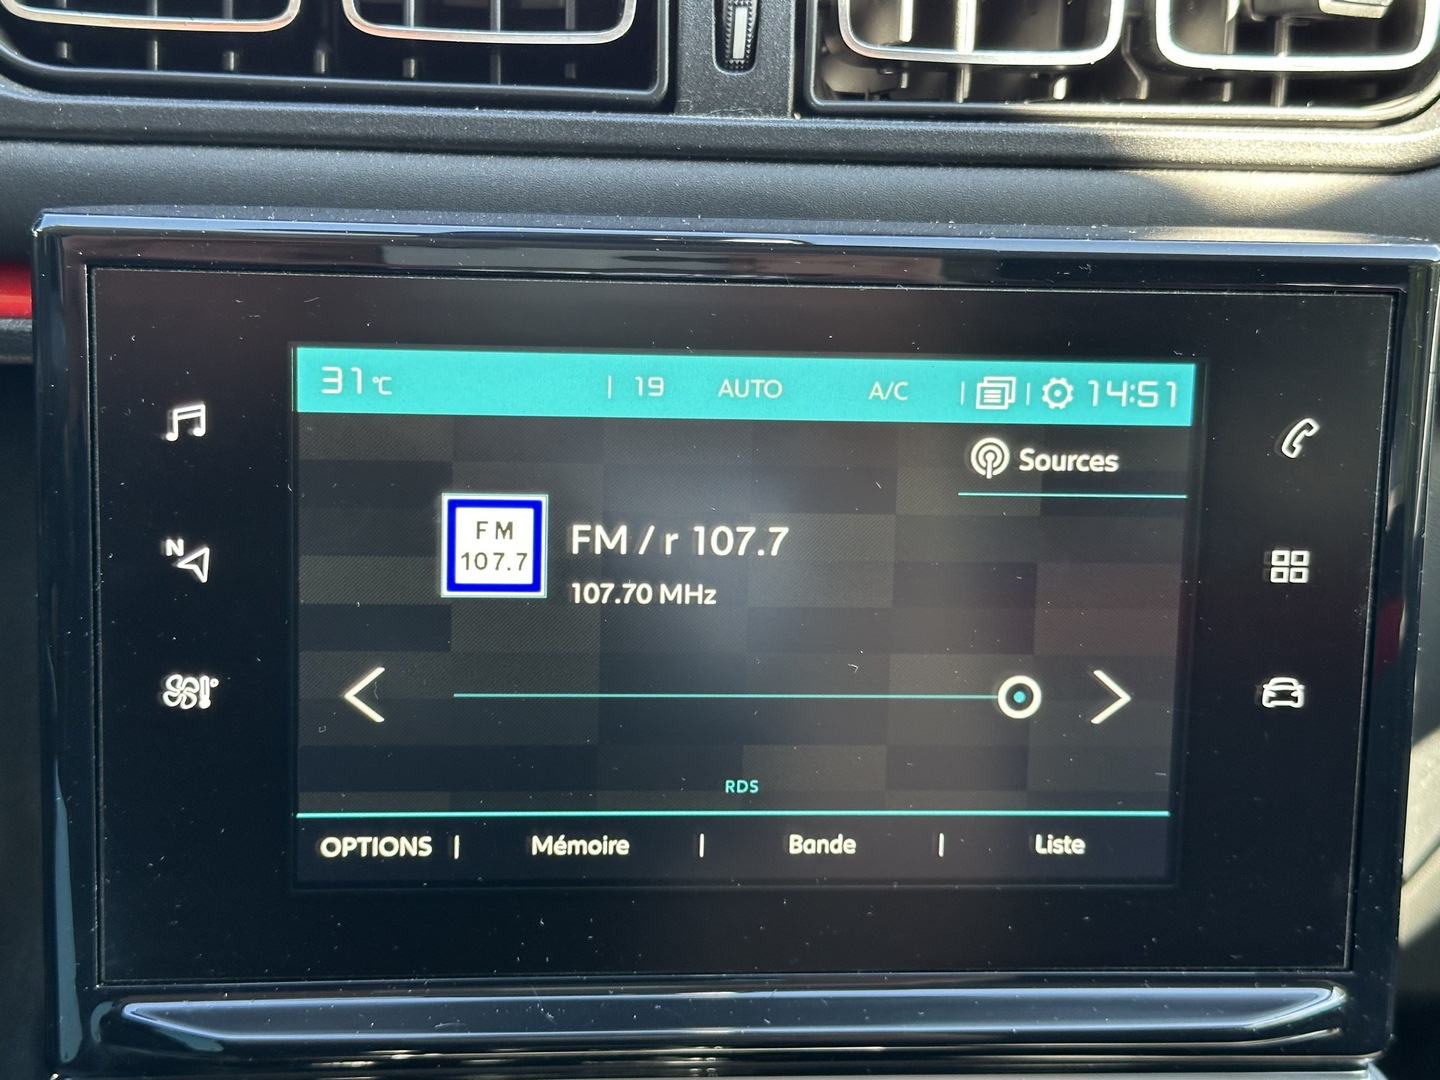 31°C | 19 AUTO A/C | | 14:51
Sources
FM
107.7
FM / r 107.7
107.70 MHz
N
RDS
OPTIONS | Mémoire | Bande | Liste